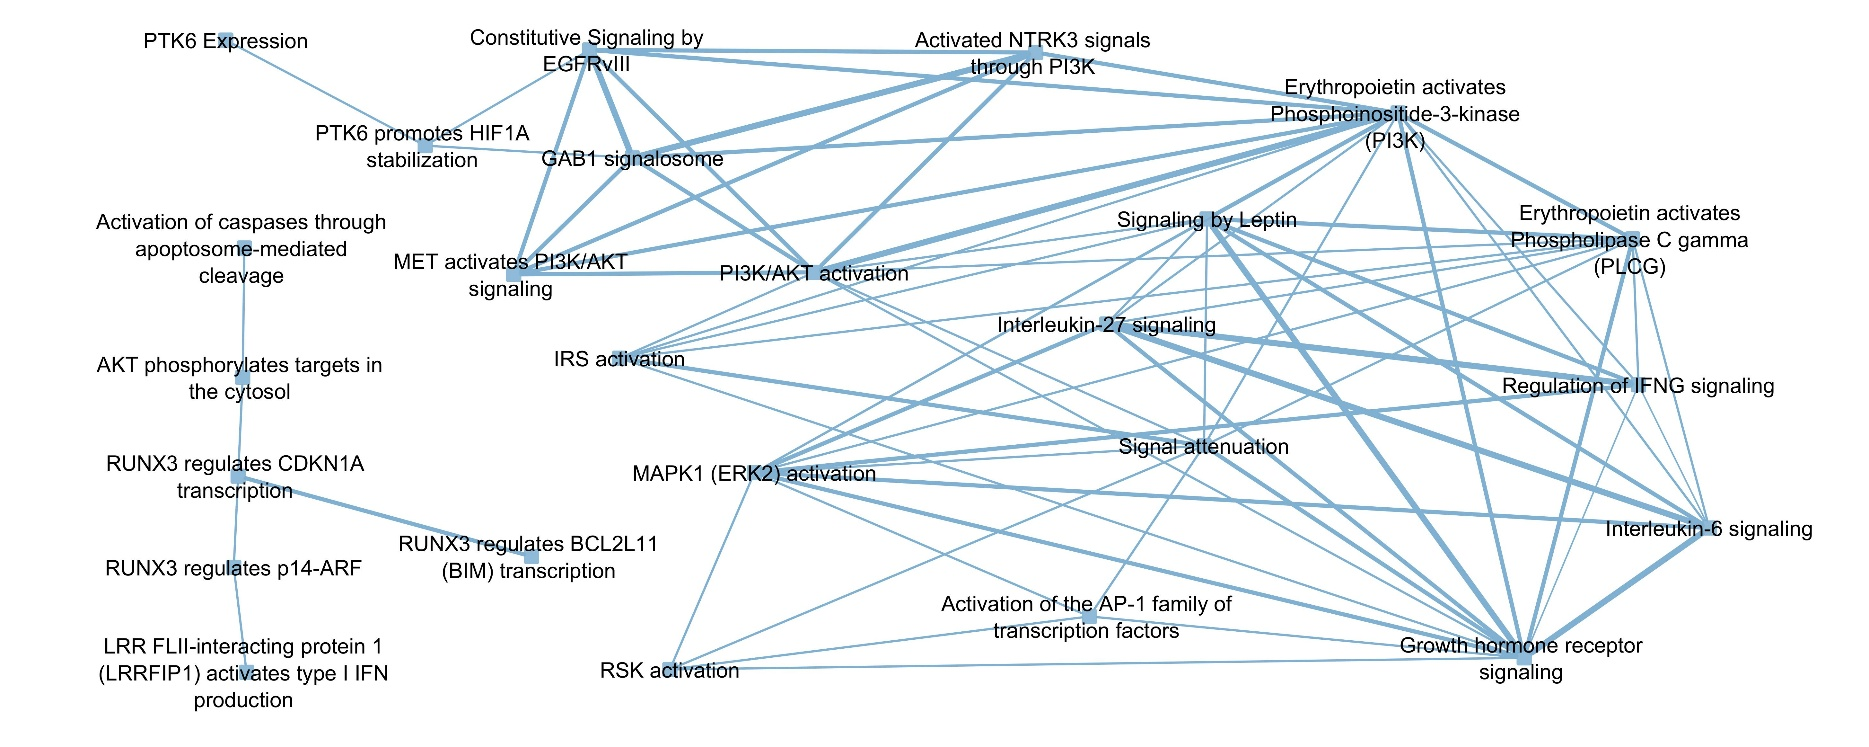 PTK6 Expression
Constitutive Signaling by
EGFRvIII
Activated NTRK3 signals
through PI3K
Erythropoietin activates
Phosphoinositide-3-kinase
(PI3K)
PTK6 promotes HIF1A
stabilization
GAB1 signalosome
Activation of caspases through
apoptosome-mediated
cleavage
MET activates PI3K/AKT
signaling
PI3K/AKT activation
Signaling by Leptin
Erythropoietin activates
Phospholipase C gamma
(PLCG)
Interleukin-27 signaling
IRS activation
AKT phosphorylates targets in
the cytosol
Regulation of IFNG signaling
Signal attenuation
MAPK1 (ERK2) activation
RUNX3 regulates CDKN1A
transcription
Interleukin-6 signaling
RUNX3 regulates BCL2L11
(BIM) transcription
RUNX3 regulates p14-ARF
Activation of the AP-1 family of
transcription factors
Growth hormone receptor
signaling
RSK activation
LRR FLII-interacting protein 1
(LRRFIP1) activates type I IFN
production